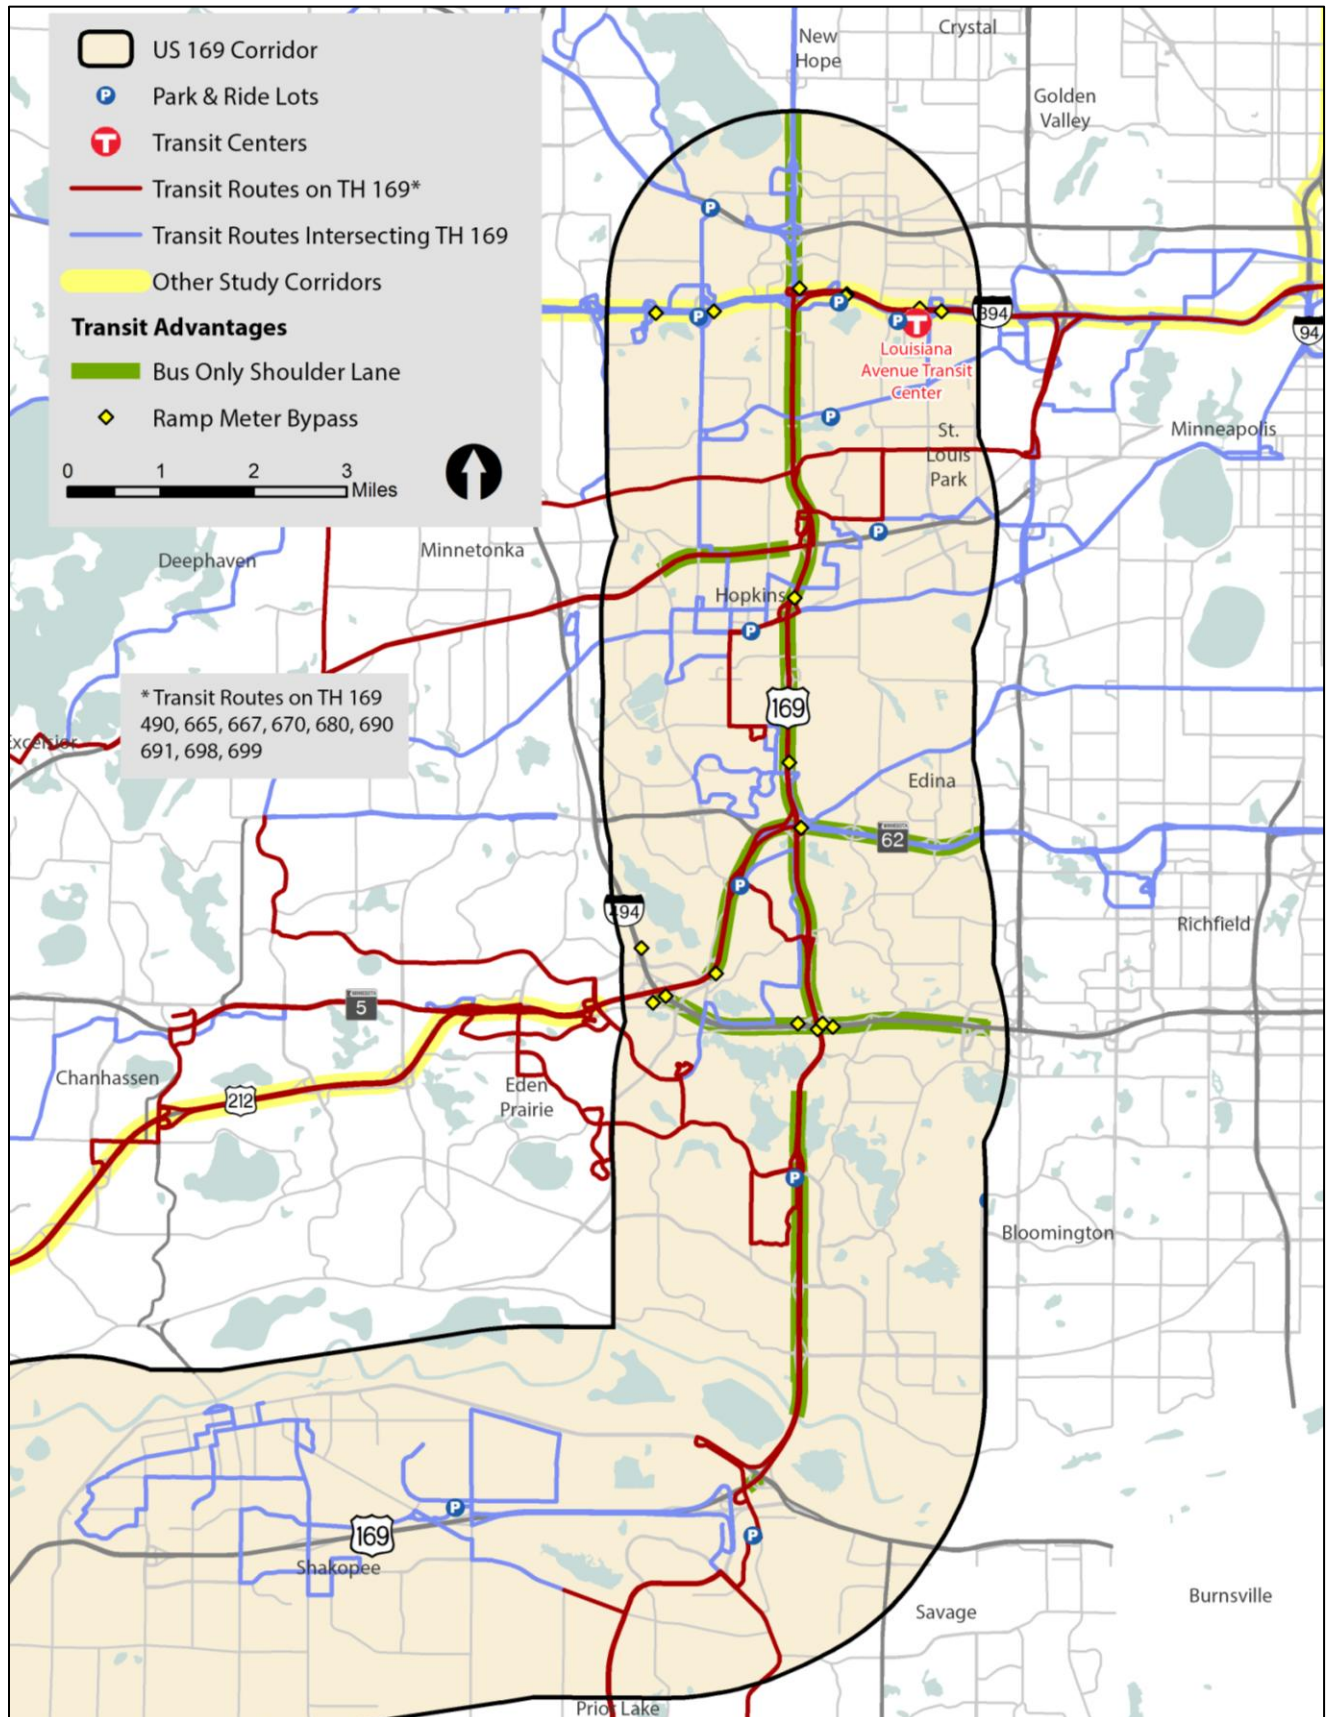 US 169 Corridor
P
Park & Ride Lots
T
Transit Centers
Transit Routes on TH 169*
Transit Routes Intersecting TH 169
Other Study Corridors
Transit Advantages
Bus Only Shoulder Lane
Ramp Meter Bypass
0 1 2 3
Miles
New
Hope
Crystal
Golden
Valley
P
P
P
P
T
394
94
Louisiana
Avenue Transit
Center
P
St.
Louis
Park
Minneapolis
P
Deephaven
Minnetonka
Hopkins
P
169
* Transit Routes on TH 169
490, 665, 667, 670, 680, 690
691, 698, 699
Excelsior
Edina
62
P
494
Richfield
5
Chanhassen
212
Eden
Prairie
P
Bloomington
P
169
P
Shakopee
Savage
Burnsville
Prior Lake